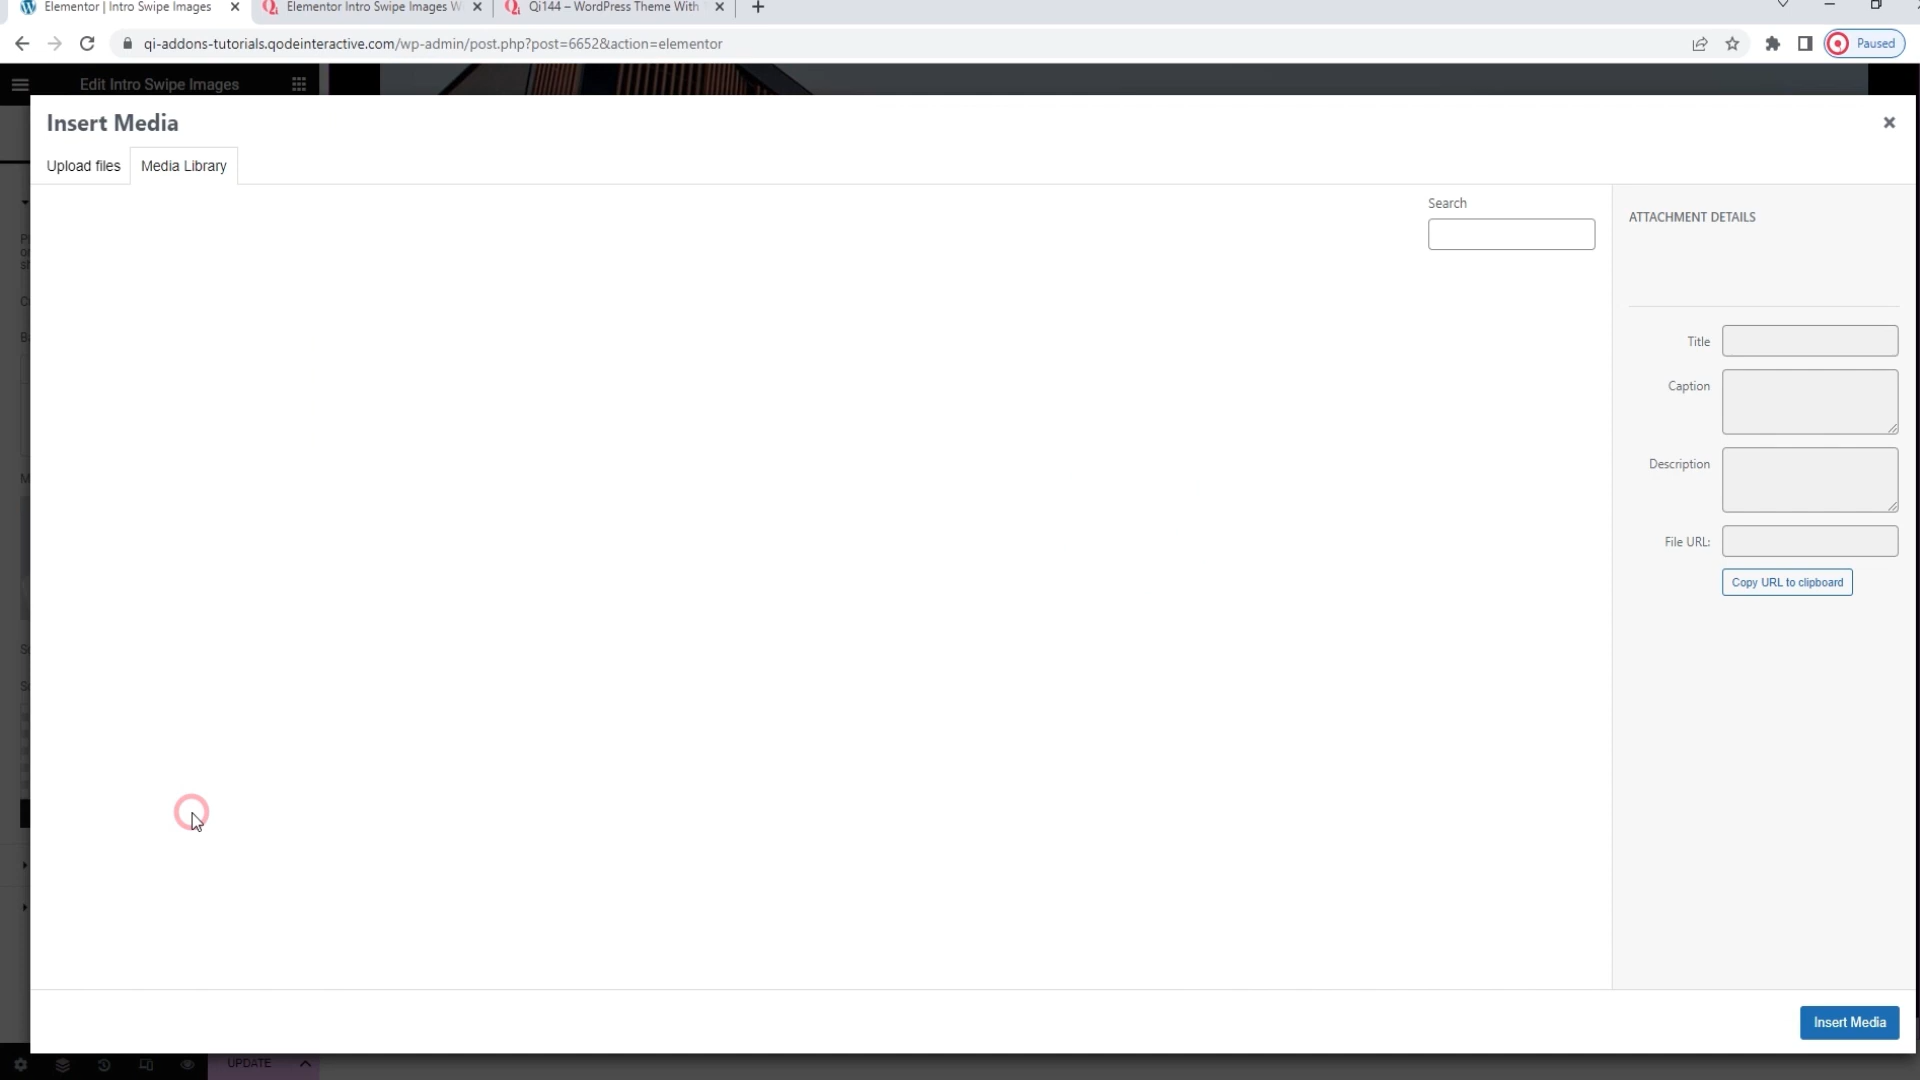 Elementor | Intro Swipe Images
Elementor Intro Swipe Images W
Qi144 – WordPress Theme With
qi-addons-tutorials.qodeinteractive.com/wp-admin/post.php?post=6652&action=elementor
Paused
Edit Intro Swipe Images
Insert Media
Upload files
Media Library
Search
ATTACHMENT DETAILS
Title
Caption
Description
File URL:
Copy URL to clipboard
Insert Media
UPDATE